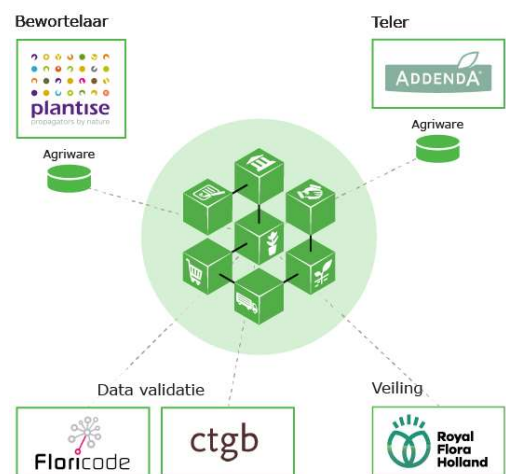 Bewortelaar
Teler
plantise
propagators by nature
ADDENDA
Agriware
Agriware
Data validatie
Veiling
Floricode
ctgb
Royal
Flora
Holland